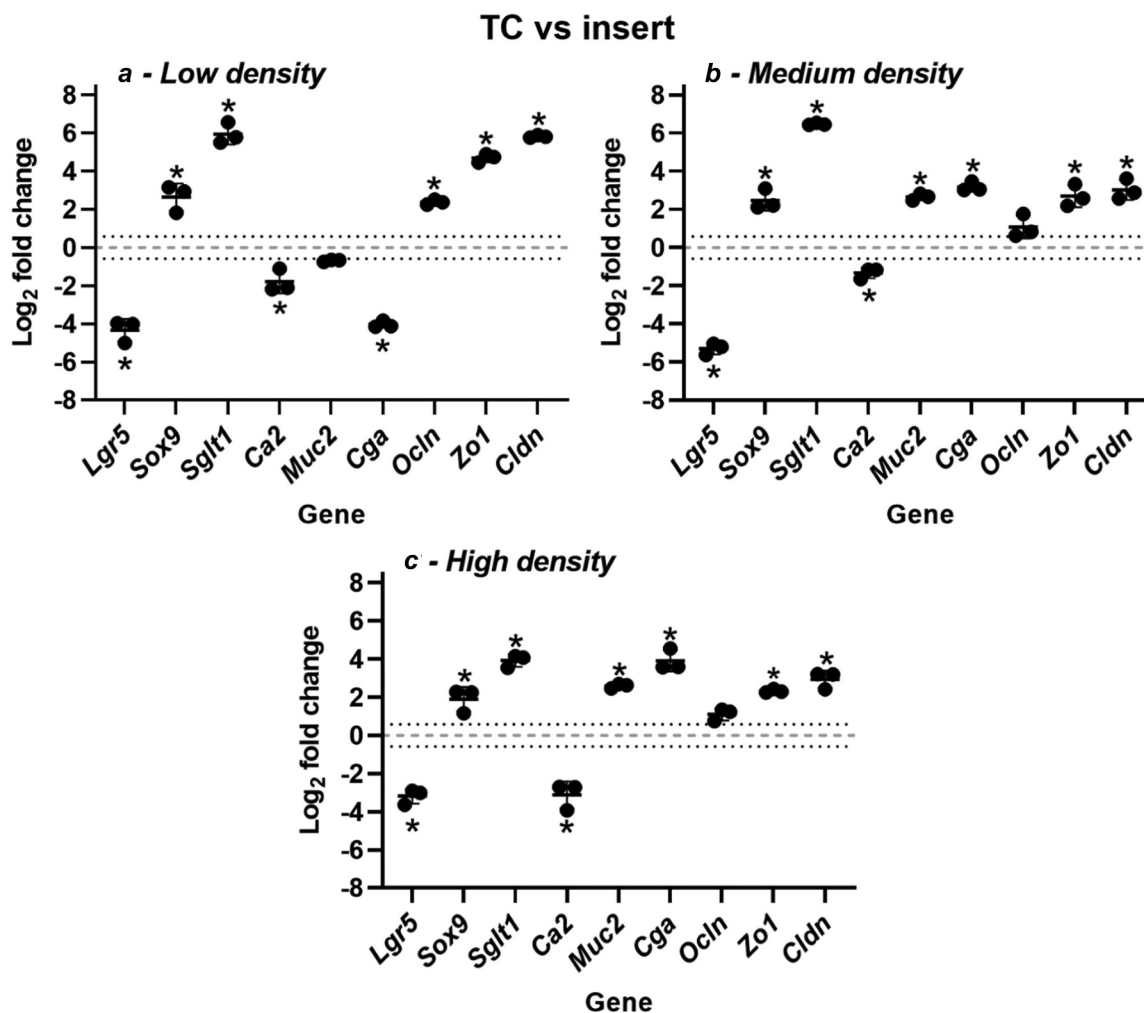 TC vs insert
a - Low density
8
6
4
2
0
-2
-4
-6
-8
Log2 fold change
* * * * * * * *
Lgr5 Sox9 Sglt1 Ca2 Muc2 Cga Ocln Zo1 Cldn
Gene
b - Medium density
8
6
4
2
0
-2
-4
-6
-8
Log2 fold change
* * * * * * * *
Lgr5 Sox9 Sglt1 Ca2 Muc2 Cga Ocln Zo1 Cldn
Gene
c - High density
8
6
4
2
0
-2
-4
-6
-8
Log2 fold change
* * * * * * * *
Lgr5 Sox9 Sglt1 Ca2 Muc2 Cga Ocln Zo1 Cldn
Gene